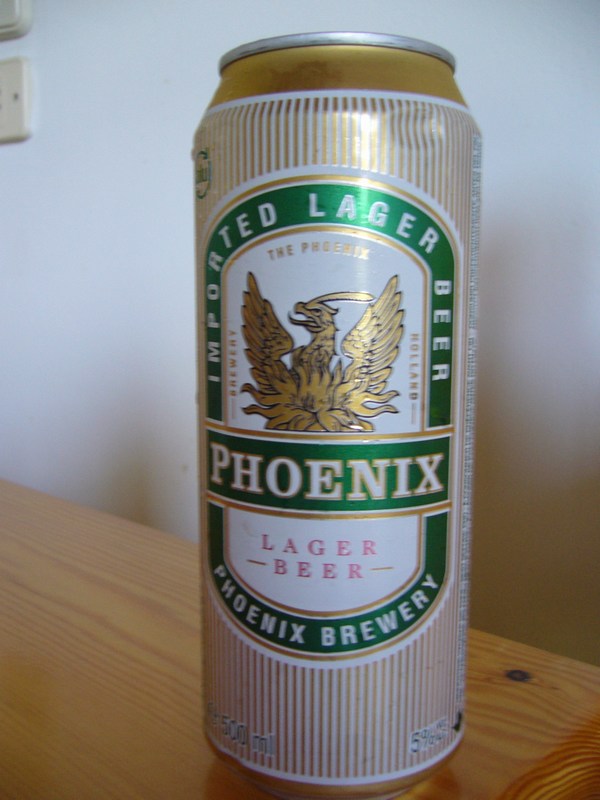 IMPORTED LAGER BEER
THE PHOENIX
BREWERY
HOLLAND
PHOENIX
LAGER
BEER
PHOENIX BREWERY
500 ml